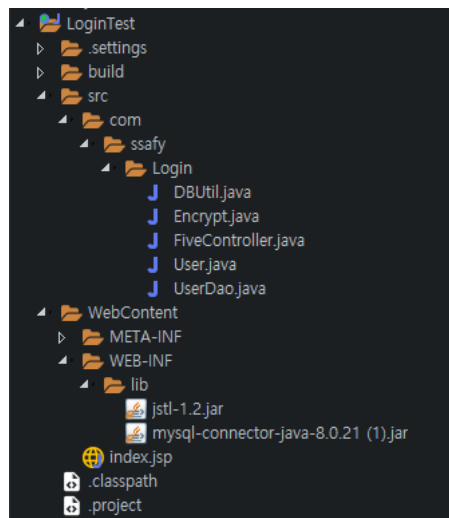 LoginTest
.settings
build
src
com
ssafy
Login
DBUtil.java
Encrypt.java
FiveController.java
User.java
UserDao.java
WebContent
META-INF
WEB-INF
lib
jstl-1.2.jar
mysql-connector-java-8.0.21 (1).jar
index.jsp
.classpath
.project